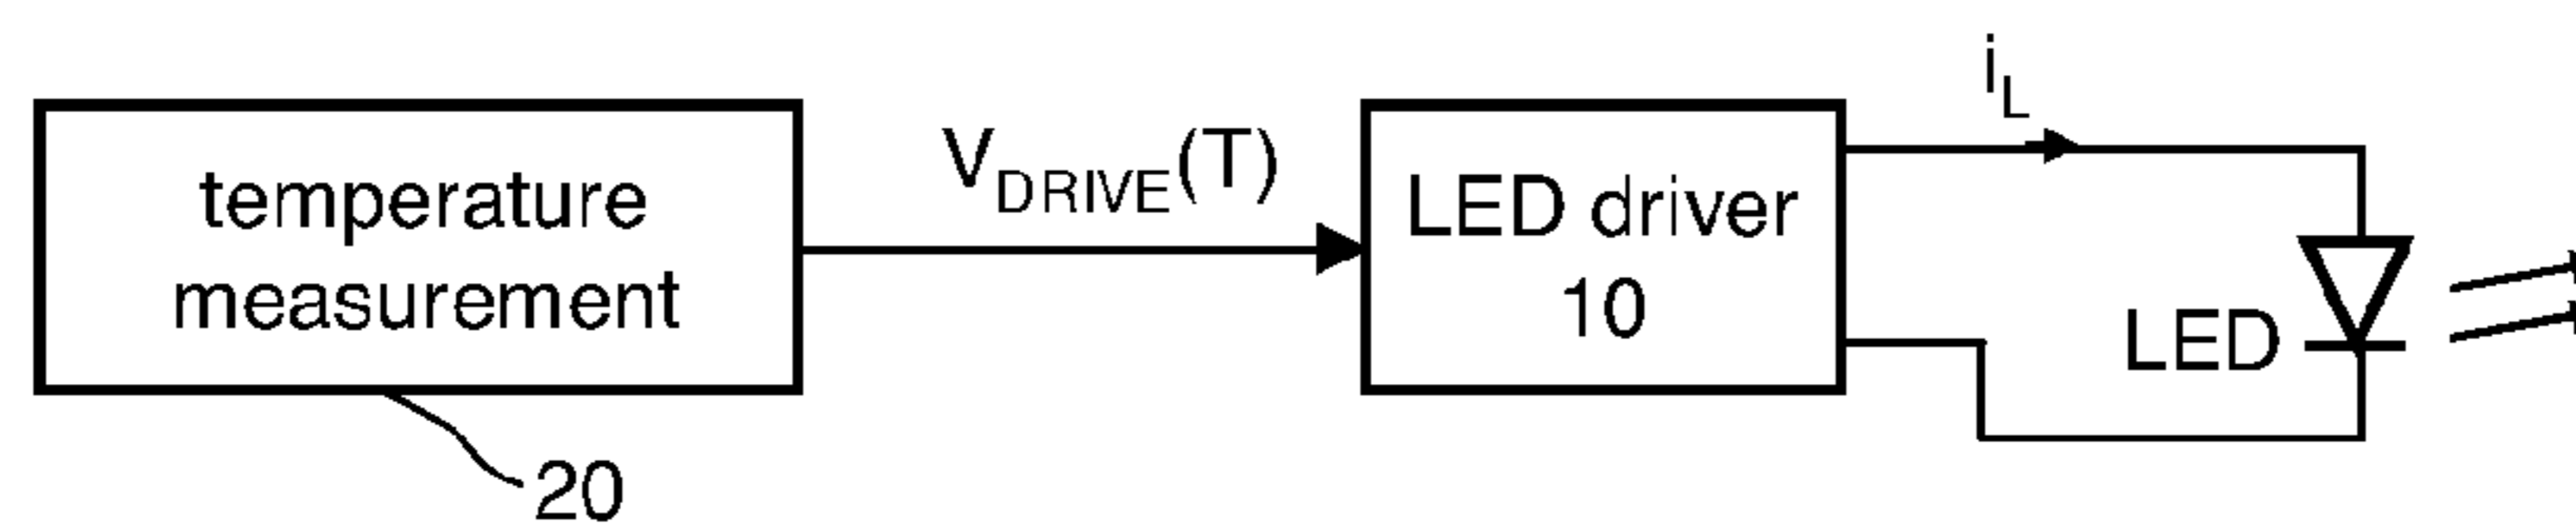 temperature
measurement
20
V_DRIVE(T)
LED driver
10
i_L
LED